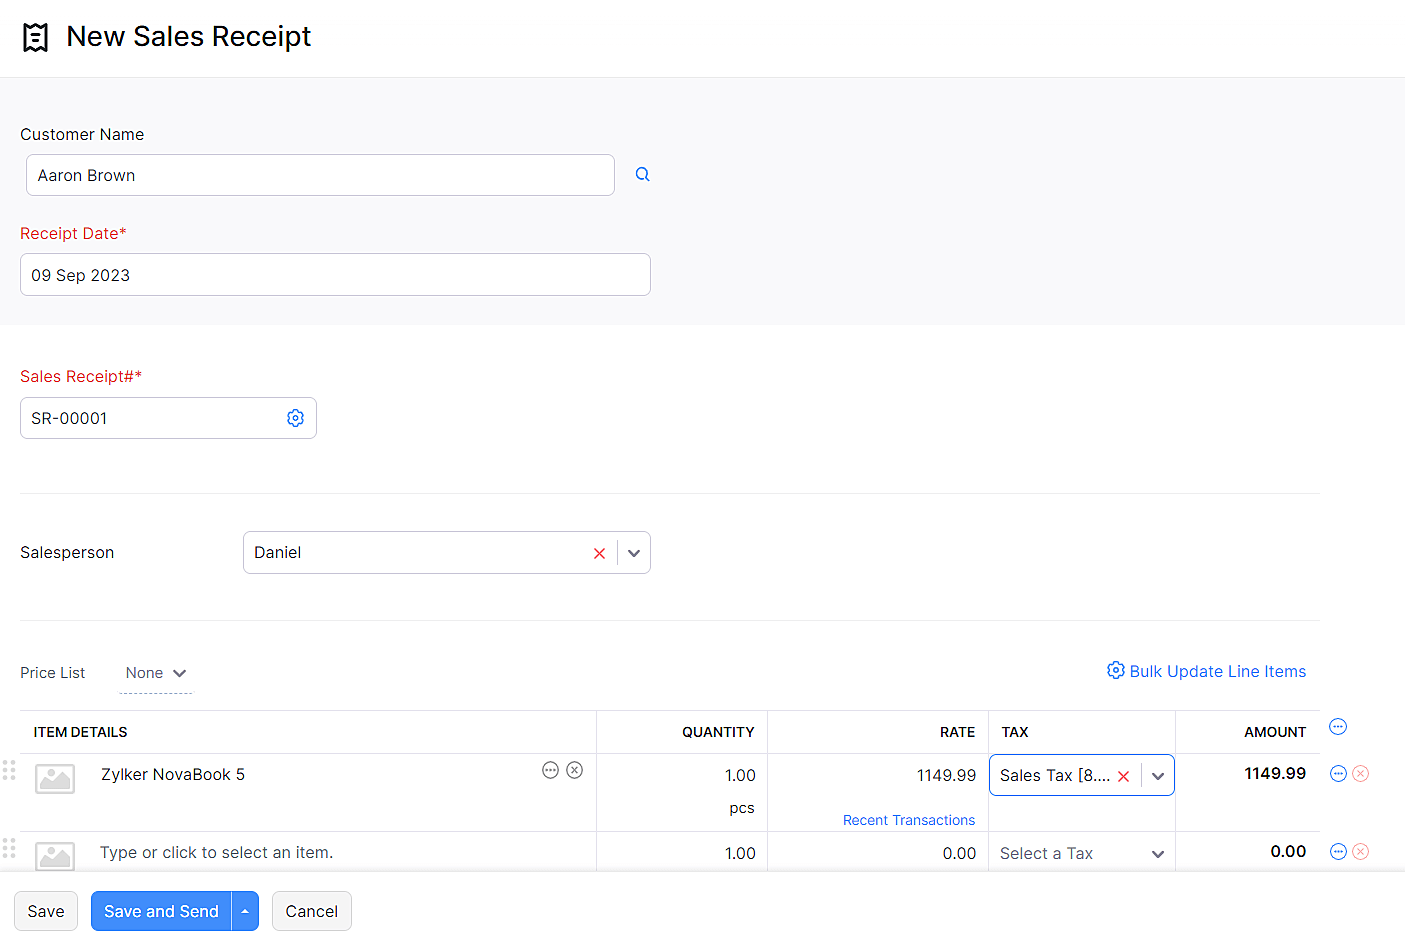 New Sales Receipt
Customer Name
Aaron Brown
Receipt Date*
09 Sep 2023
Sales Receipt#*
SR-00001
Salesperson
Daniel
Price List None Bulk Update Line Items
ITEM DETAILS QUANTITY RATE TAX AMOUNT
Zylker NovaBook 5 1.00 1149.99 Sales Tax [8.... 1149.99
pcs
Recent Transactions
Type or click to select an item. 1.00 0.00 Select a Tax 0.00
Save Save and Send Cancel